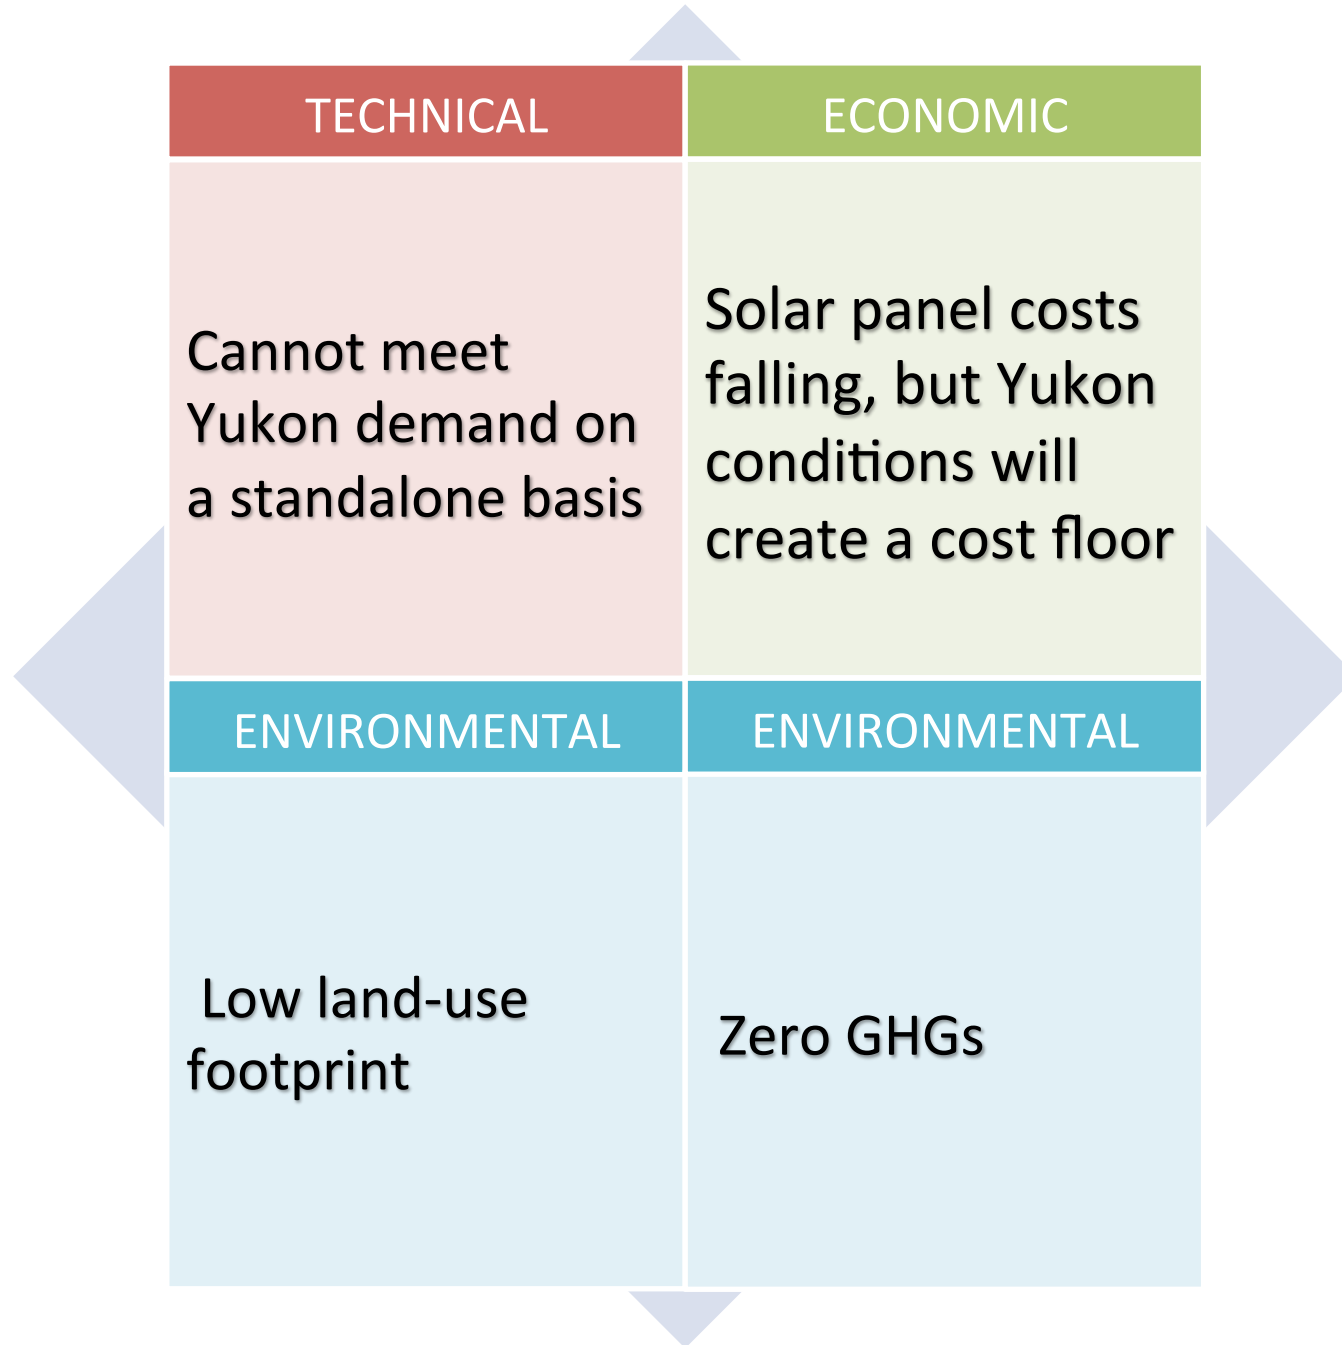 TECHNICAL
Cannot meet
Yukon demand on
a standalone basis
ECONOMIC
Solar panel costs
falling, but Yukon
conditions will
create a cost floor
ENVIRONMENTAL
Low land-use
footprint
ENVIRONMENTAL
Zero GHGs